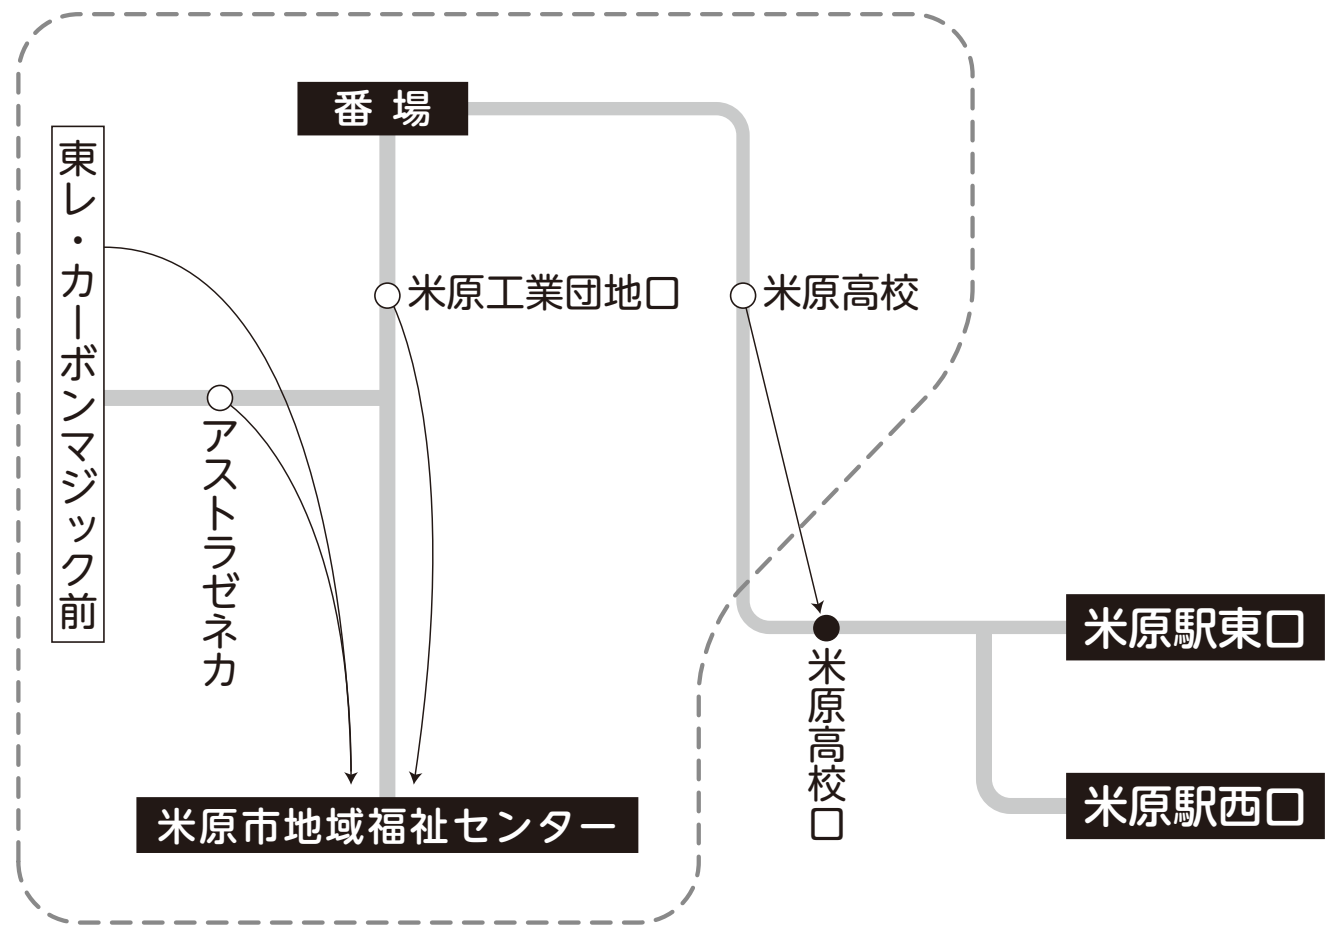 番場
東レ・カーボンマジック前
米原工業団地口
米原高校
アストラゼネカ
米原駅東口
米原高校口
米原駅西口
米原市地域福祉センター